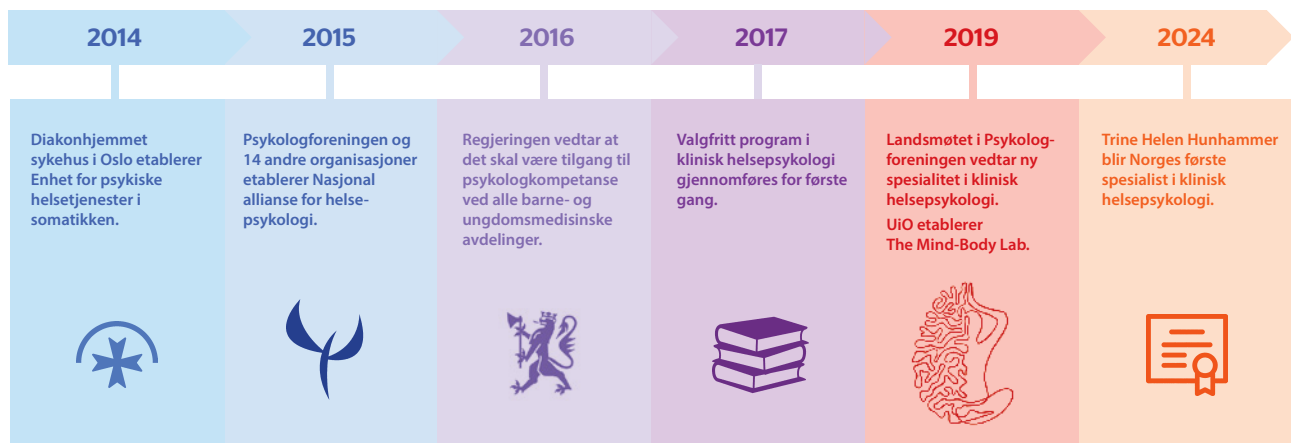 2014
2015
2016
2017
2019
2024
Diakonhjemmet
sykehus i Oslo etablerer
Enhet for psykiske
helsetjenester i
somatikken.
Psykologforeningen og
14 andre organisasjoner
etablerer Nasjonal
allianse for helse-
psykologi.
Regjeringen vedtar at
det skal være tilgang til
psykologkompetanse
ved alle barne- og
ungdomsmedisinske
avdelinger.
Valgfritt program i
klinisk helsepsykologi
gjennomføres for første
gang.
Landsmøtet i Psykolog-
foreningen vedtar ny
spesialitet i klinisk
helsepsykologi.
UiO etablerer
The Mind-Body Lab.
Trine Helen Hunhammer
blir Norges første
spesialist i klinisk
helsepsykologi.